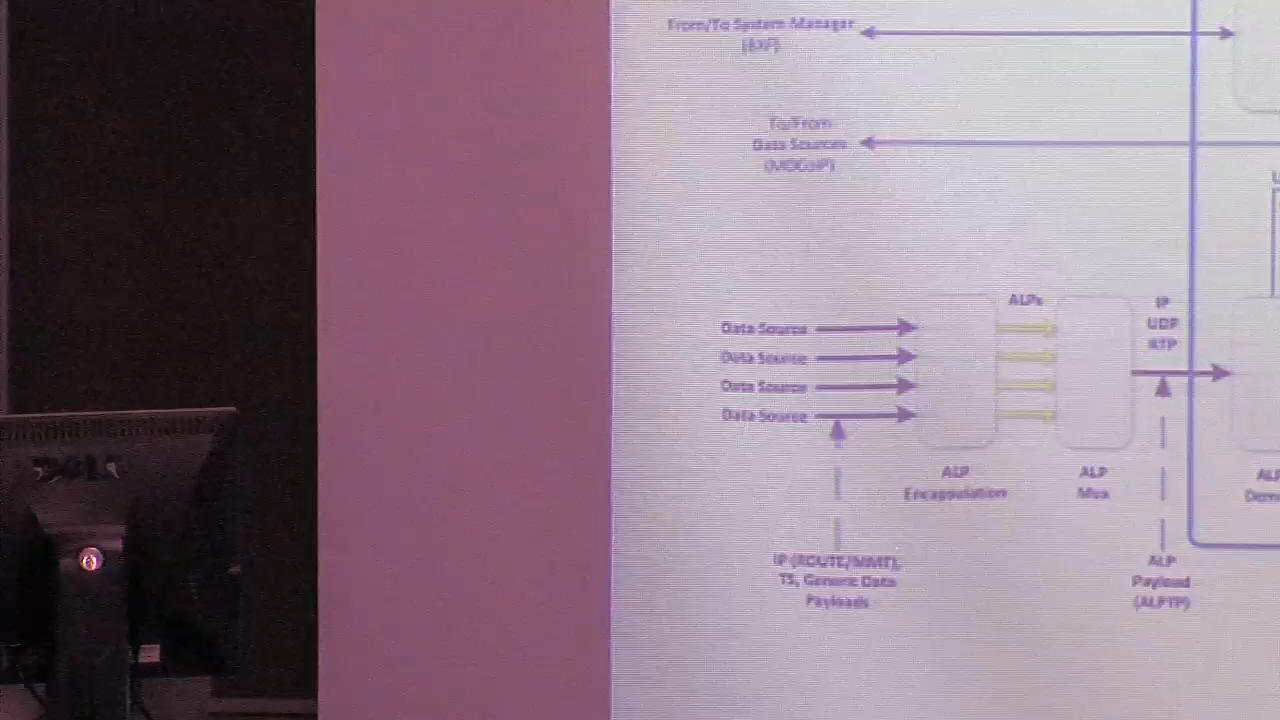 From/To System Manager
To/From
Data Sources
ALPs
IP
UDP
RTP
Data Source
Data Source
Data Source
Data Source
ALP
Encapsulation
ALP
Mux
IP (ROUTE/MMT),
TS, Generic Data
Payloads
ALP
Payload
(ALPTP)
DELL